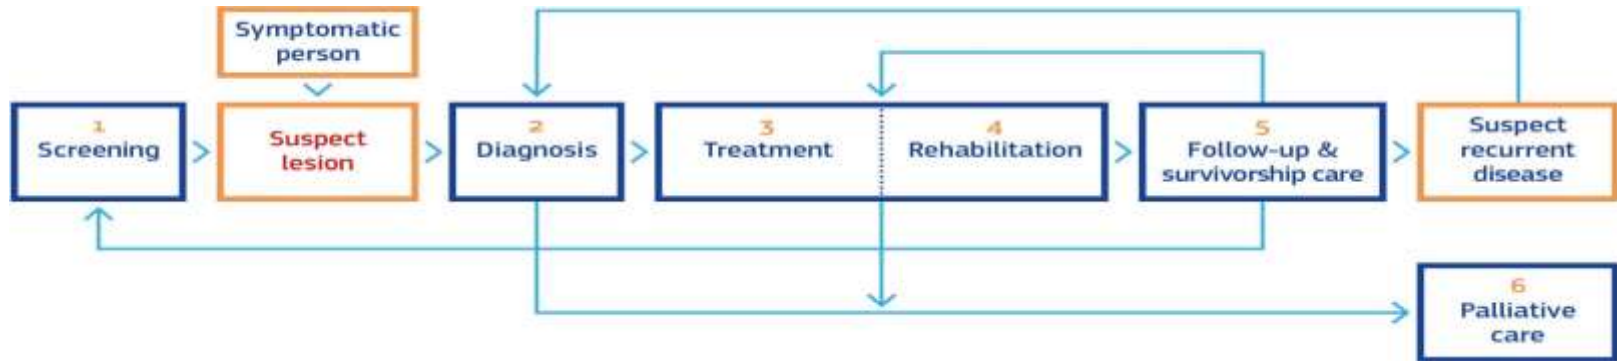 Symptomatic
person
1
Screening
Suspect
lesion
2
Diagnosis
3
Treatment
4
Rehabilitation
5
Follow-up &
survivorship care
Suspect
recurrent
disease
6
Palliative
care